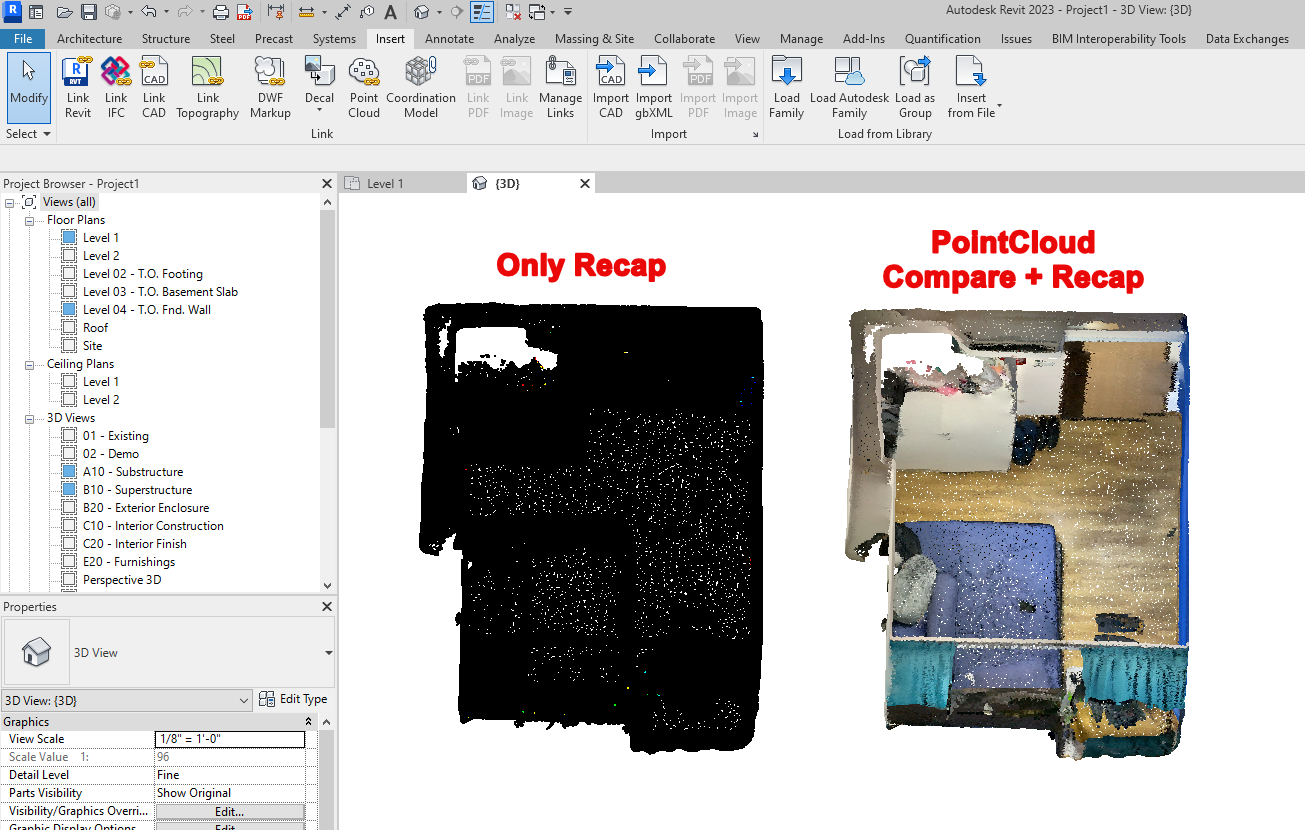 Autodesk Revit 2023 - Project1 - 3D View: {3D}
File Architecture Structure Steel Precast Systems Insert Annotate Analyze Massing & Site Collaborate View Manage Add-Ins Quantification Issues BIM Interoperability Tools Data Exchanges
Modify
Link Revit
Link IFC
Link CAD
Link Topography
DWF Markup
Decal
Point Cloud
Coordination Model
Link PDF
Link Image
Manage Links
Import CAD
Import gbXML
Import PDF
Import Image
Load Family
Load Autodesk Family
Load as Group
Insert from File
Select
Link
Import
Load from Library
Project Browser - Project1
Views (all)
Floor Plans
Level 1
Level 2
Level 02 - T.O. Footing
Level 03 - T.O. Basement Slab
Level 04 - T.O. Fnd. Wall
Roof
Site
Ceiling Plans
Level 1
Level 2
3D Views
01 - Existing
02 - Demo
A10 - Substructure
B10 - Superstructure
B20 - Exterior Enclosure
C10 - Interior Construction
C20 - Interior Finish
E20 - Furnishings
Perspective 3D
Properties
3D View
3D View: {3D}
Edit Type
Graphics
View Scale 1/8" = 1'-0"
Scale Value 1: 96
Detail Level Fine
Parts Visibility Show Original
Visibility/Graphics Overri... Edit...
Graphic Display Options Edit...
Level 1
{3D}
Only Recap
PointCloud
Compare + Recap